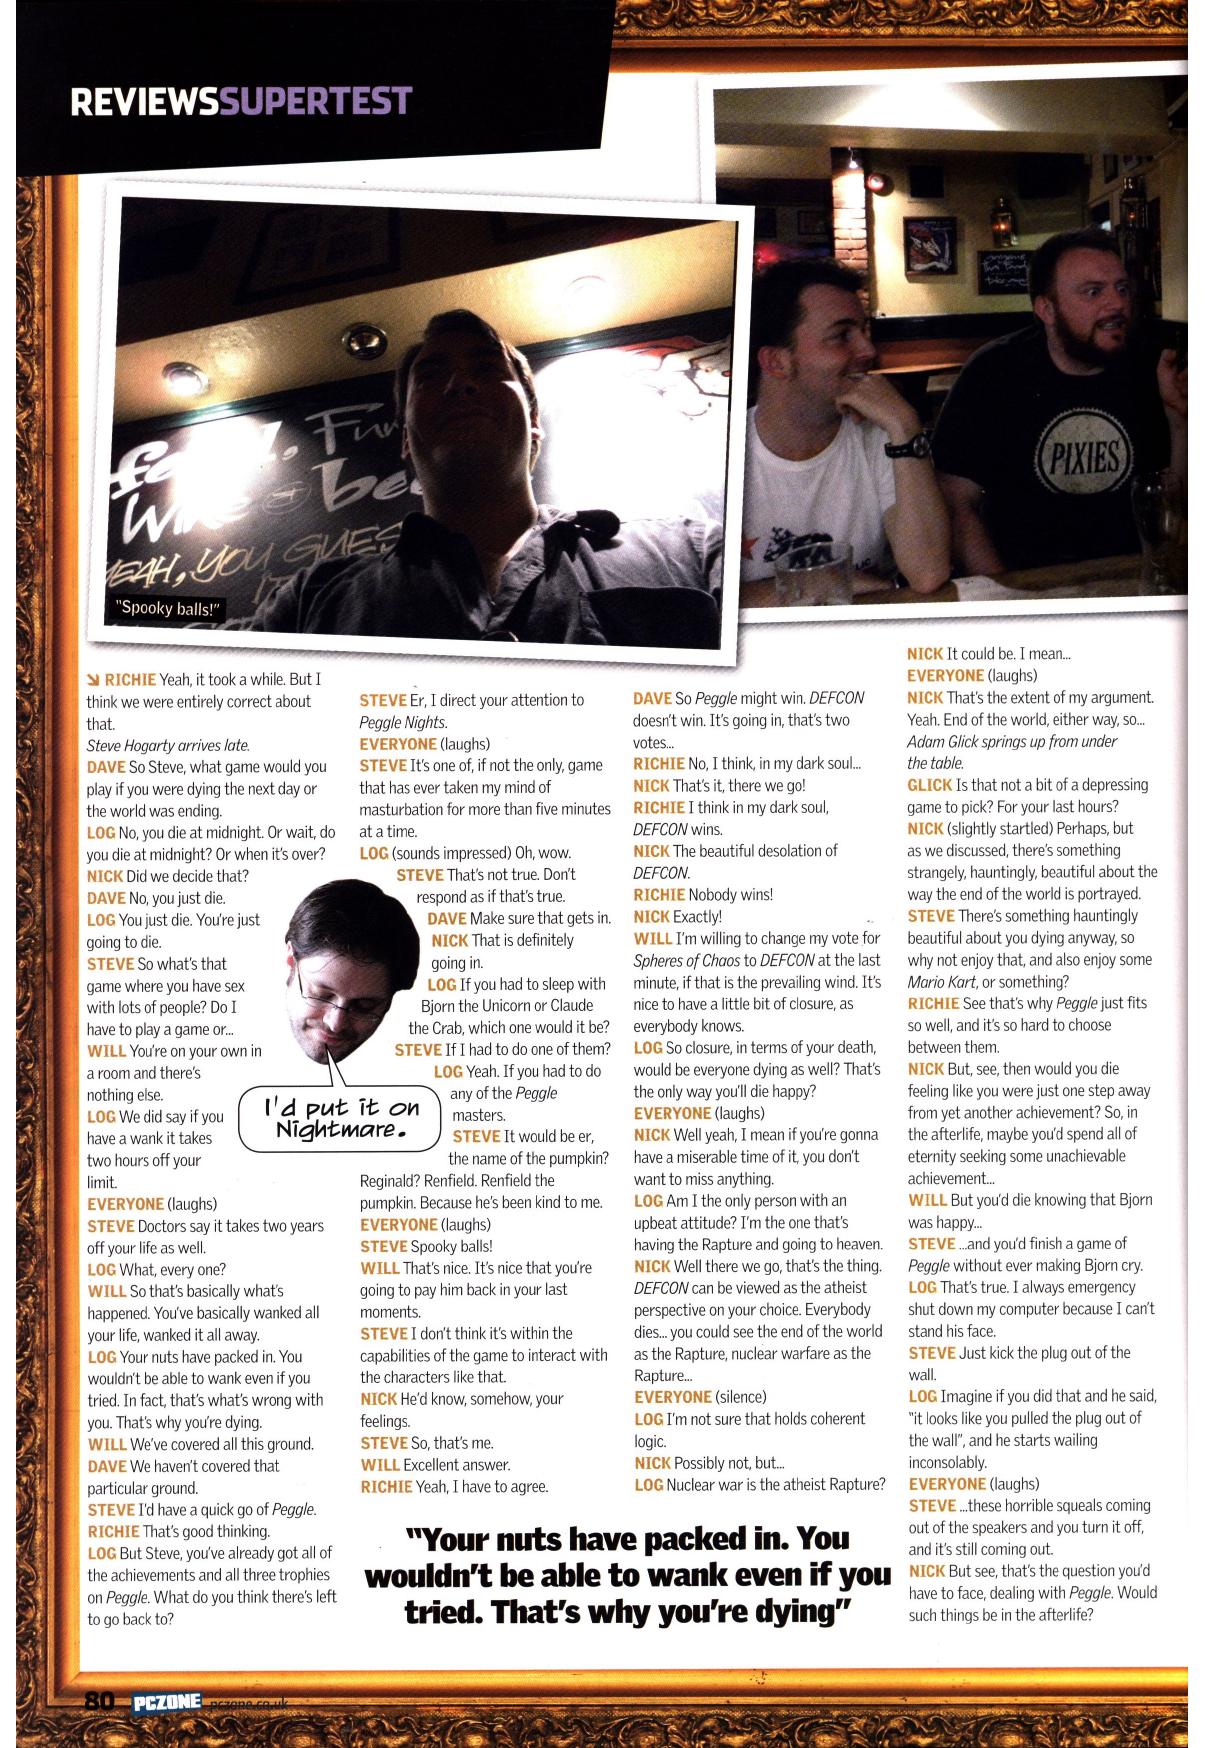 REVIEWSSUPERTEST
PIXIES
"Spooky balls!"
RICHIE Yeah, it took a while. But I
think we were entirely correct about
that.
Steve Hogarty arrives late.
DAVE So Steve, what game would you
play if you were dying the next day or
the world was ending.
LOG No, you die at midnight. Or wait, do
you die at midnight? Or when it's over?
NICK Did we decide that?
DAVE No, you just die.
LOG You just die. You're just
going to die.
STEVE So what's that
game where you have sex
with lots of people? Do I
have to play a game or...
WILL You're on your own in
a room and there's
nothing else.
LOG We did say if you
have a wank it takes
two hours off your
limit.
EVERYONE (laughs)
STEVE Doctors say it takes two years
off your life as well.
LOG What, every one?
WILL So that's basically what's
happened. You've basically wanked all
your life, wanked it all away.
LOG Your nuts have packed in. You
wouldn't be able to wank even if you
tried. In fact, that's what's wrong with
you. That's why you're dying.
WILL We've covered all this ground.
DAVE We haven't covered that
particular ground.
STEVE I'd have a quick go of Peggle.
RICHIE That's good thinking.
LOG But Steve, you've already got all of
the achievements and all three trophies
on Peggle. What do you think there's left
to go back to?
I'd put it on
Nightmare.
STEVE Er, I direct your attention to
Peggle Nights.
EVERYONE (laughs)
STEVE It's one of, if not the only, game
that has ever taken my mind of
masturbation for more than five minutes
at a time.
LOG (sounds impressed) Oh, wow.
STEVE That's not true. Don't
respond as if that's true.
DAVE Make sure that gets in.
NICK That is definitely
going in.
LOG If you had to sleep with
Bjorn the Unicorn or Claude
the Crab, which one would it be?
STEVE If I had to do one of them?
LOG Yeah. If you had to do
any of the Peggle
masters.
STEVE It would be er,
the name of the pumpkin?
Reginald? Renfield. Renfield the
pumpkin. Because he's been kind to me.
EVERYONE (laughs)
STEVE Spooky balls!
WILL That's nice. It's nice that you're
going to pay him back in your last
moments.
STEVE I don't think it's within the
capabilities of the game to interact with
the characters like that.
NICK He'd know, somehow, your
feelings.
STEVE So, that's me.
WILL Excellent answer.
RICHIE Yeah, I have to agree.
DAVE So Peggle might win. DEFCON
doesn't win. It's going in, that's two
votes...
RICHIE No, I think, in my dark soul...
NICK That's it, there we go!
RICHIE I think in my dark soul,
DEFCON wins.
NICK The beautiful desolation of
DEFCON.
RICHIE Nobody wins!
NICK Exactly!
WILL I'm willing to change my vote for
Spheres of Chaos to DEFCON at the last
minute, if that is the prevailing wind. It's
nice to have a little bit of closure, as
everybody knows.
LOG So closure, in terms of your death,
would be everyone dying as well? That's
the only way you'll die happy?
EVERYONE (laughs)
NICK Well yeah, I mean if you're gonna
have a miserable time of it, you don't
want to miss anything.
LOG Am I the only person with an
upbeat attitude? I'm the one that's
having the Rapture and going to heaven.
NICK Well there we go, that's the thing.
DEFCON can be viewed as the atheist
perspective on your choice. Everybody
dies... you could see the end of the world
as the Rapture, nuclear warfare as the
Rapture...
EVERYONE (silence)
LOG I'm not sure that holds coherent
logic.
NICK Possibly not, but...
LOG Nuclear war is the atheist Rapture?
"Your nuts have packed in. You
wouldn't be able to wank even if you
tried. That's why you're dying"
NICK It could be. I mean...
EVERYONE (laughs)
NICK That's the extent of my argument.
Yeah. End of the world, either way, so...
Adam Glick springs up from under
the table.
GLICK Is that not a bit of a depressing
game to pick? For your last hours?
NICK (slightly startled) Perhaps, but
as we discussed, there's something
strangely, hauntingly, beautiful about the
way the end of the world is portrayed.
STEVE There's something hauntingly
beautiful about you dying anyway, so
why not enjoy that, and also enjoy some
Mario Kart, or something?
RICHIE See that's why Peggle just fits
so well, and it's so hard to choose
between them.
NICK But, see, then would you die
feeling like you were just one step away
from yet another achievement? So, in
the afterlife, maybe you'd spend all of
eternity seeking some unachievable
achievement...
WILL But you'd die knowing that Bjorn
was happy...
STEVE ...and you'd finish a game of
Peggle without ever making Bjorn cry.
LOG That's true. I always emergency
shut down my computer because I can't
stand his face.
STEVE Just kick the plug out of the
wall.
LOG Imagine if you did that and he said,
"it looks like you pulled the plug out of
the wall", and he starts wailing
inconsolably.
EVERYONE (laughs)
STEVE ...these horrible squeals coming
out of the speakers and you turn it off,
and it's still coming out.
NICK But see, that's the question you'd
have to face, dealing with Peggle. Would
such things be in the afterlife?
80 PCZONE pczone.co.uk